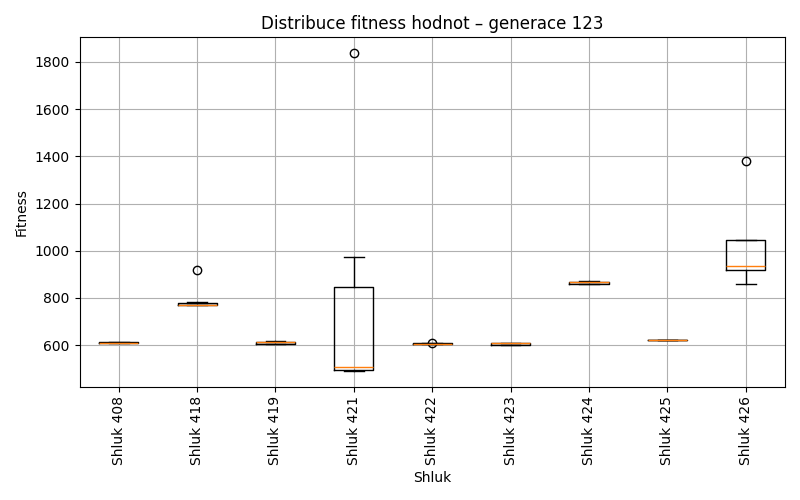 Distribuce fitness hodnot – generace 123
Fitness
1800
1600
1400
1200
1000
800
600
Shluk 408
Shluk 418
Shluk 419
Shluk 421
Shluk 422
Shluk 423
Shluk 424
Shluk 425
Shluk 426
Shluk